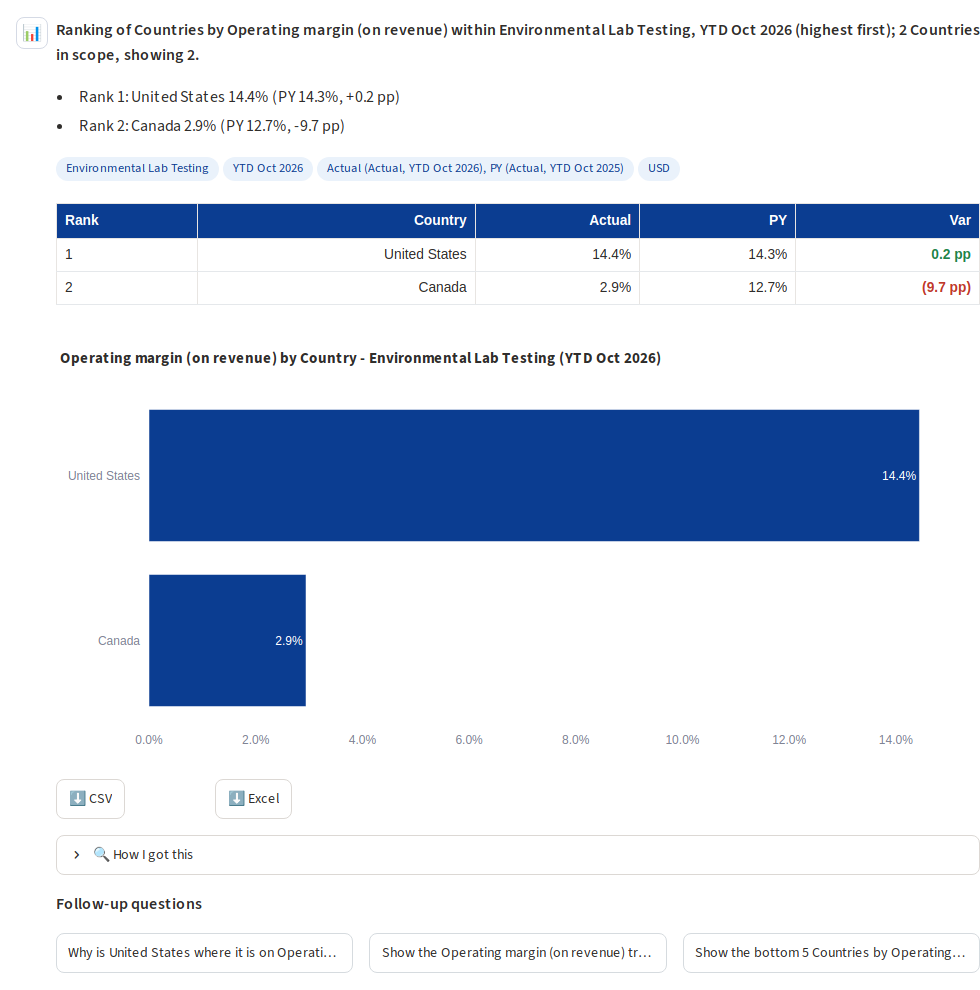 Ranking of Countries by Operating margin (on revenue) within Environmental Lab Testing, YTD Oct 2026 (highest first); 2 Countries
in scope, showing 2.
• Rank 1: United States 14.4% (PY 14.3%, +0.2 pp)
• Rank 2: Canada 2.9% (PY 12.7%, -9.7 pp)
Environmental Lab Testing YTD Oct 2026 Actual (Actual, YTD Oct 2026), PY (Actual, YTD Oct 2025) USD
Rank Country Actual PY Var
1 United States 14.4% 14.3% 0.2 pp
2 Canada 2.9% 12.7% (9.7 pp)
Operating margin (on revenue) by Country - Environmental Lab Testing (YTD Oct 2026)
United States 14.4%
Canada 2.9%
0.0% 2.0% 4.0% 6.0% 8.0% 10.0% 12.0% 14.0%
CSV Excel
How I got this
Follow-up questions
Why is United States where it is on Operati... Show the Operating margin (on revenue) tr... Show the bottom 5 Countries by Operating...